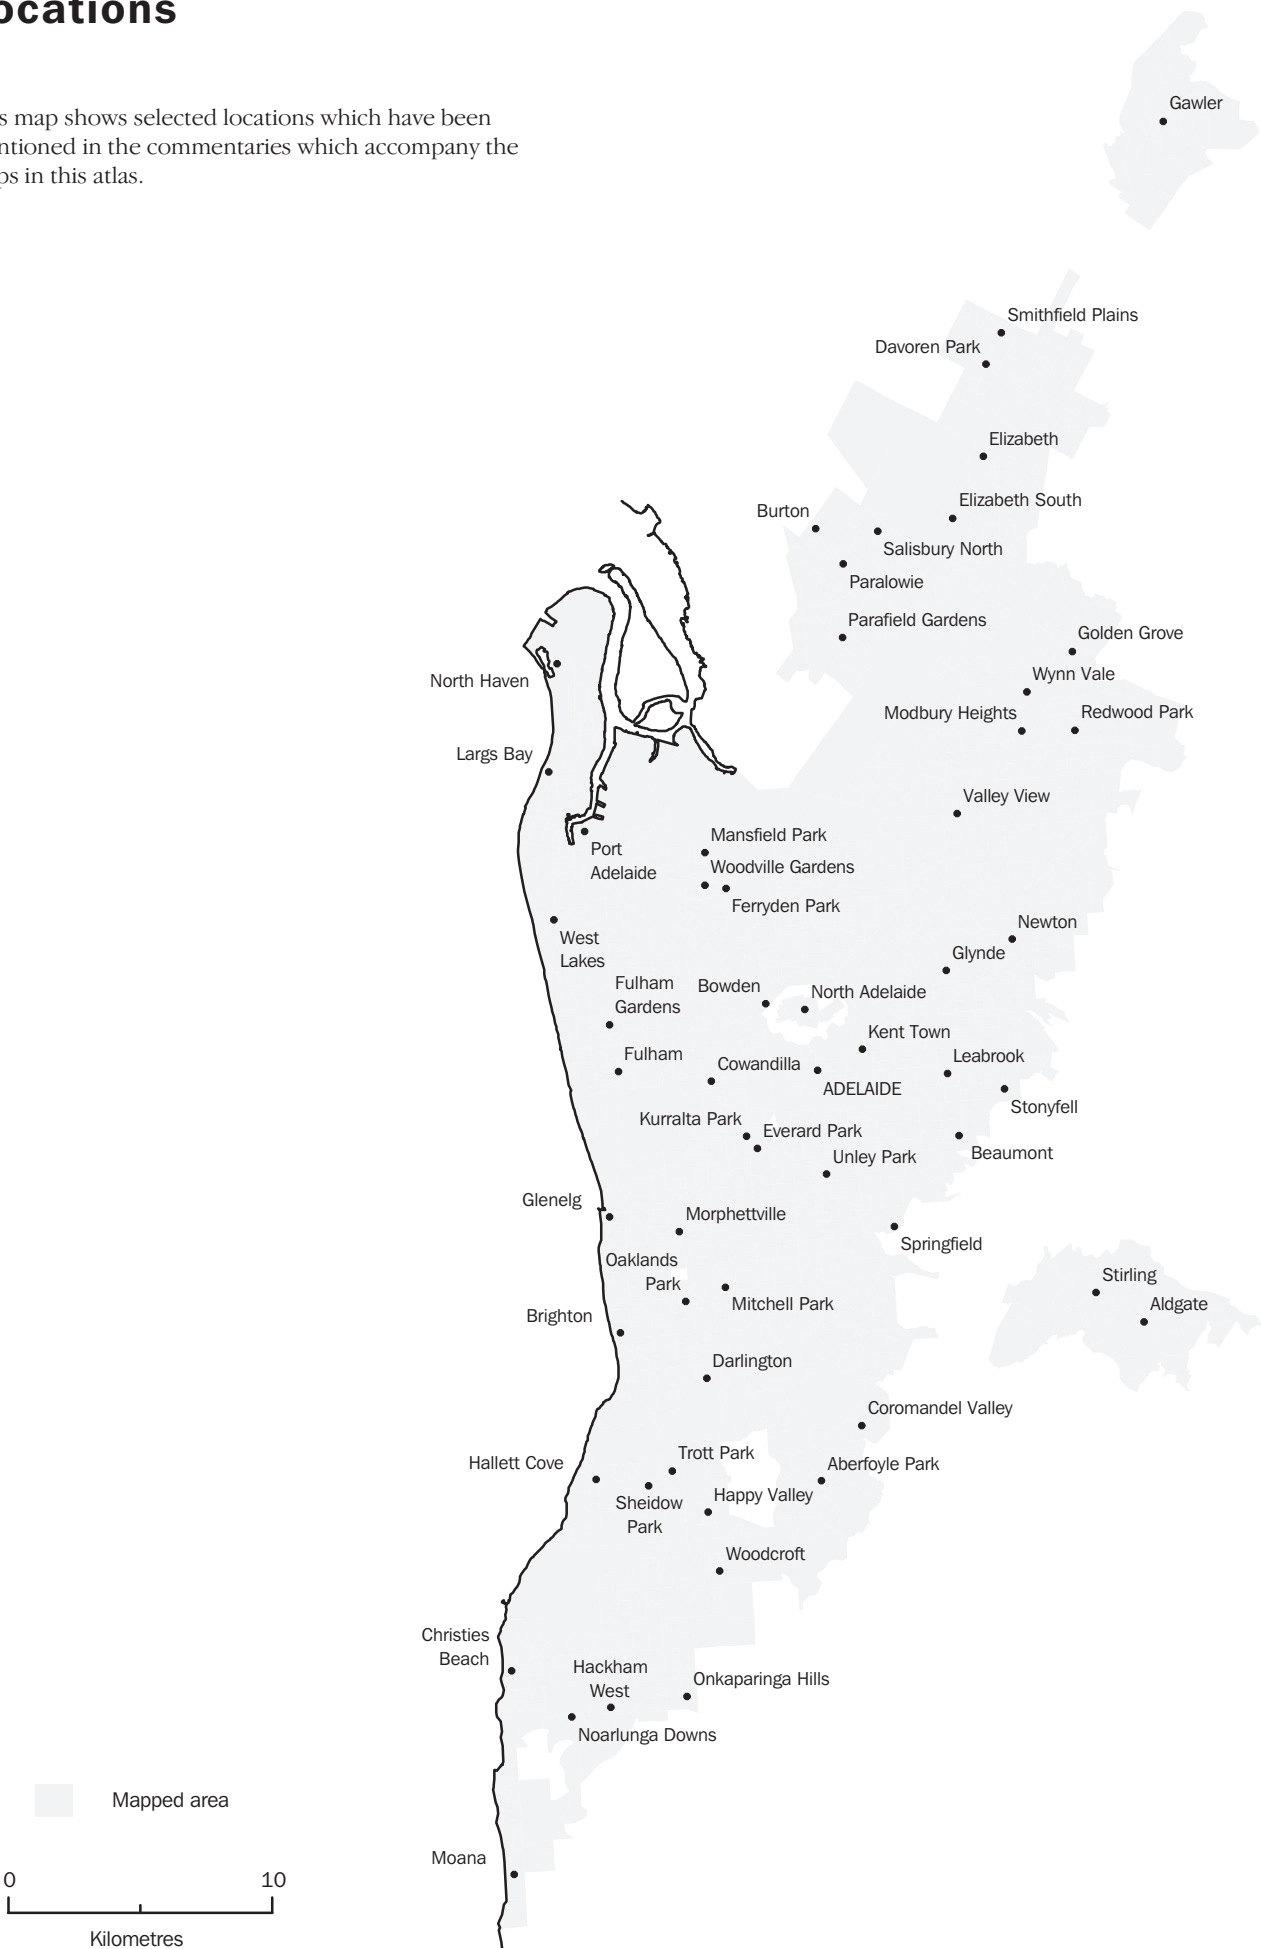 ocations
s map shows selected locations which have been
ntioned in the commentaries which accompany the
ps in this atlas.
Gawler
Smithfield Plains
Davoren Park
Elizabeth
Elizabeth South
Burton
Salisbury North
Paralowie
Parafield Gardens
Golden Grove
Wynn Vale
North Haven
Modbury Heights
Redwood Park
Largs Bay
Valley View
Mansfield Park
Port
Adelaide
Woodville Gardens
Ferryden Park
Newton
West
Lakes
Glynde
Fulham
Gardens
Bowden
North Adelaide
Kent Town
Fulham
Cowandilla
Leabrook
ADELAIDE
Stonyfell
Kurralta Park
Everard Park
Unley Park
Beaumont
Glenelg
Morphettville
Springfield
Oaklands
Park
Stirling
Mitchell Park
Aldgate
Brighton
Darlington
Coromandel Valley
Hallett Cove
Trott Park
Aberfoyle Park
Sheidow
Park
Happy Valley
Woodcroft
Christies
Beach
Hackham
West
Onkaparinga Hills
Noarlunga Downs
Mapped area
Moana
0 10
Kilometres